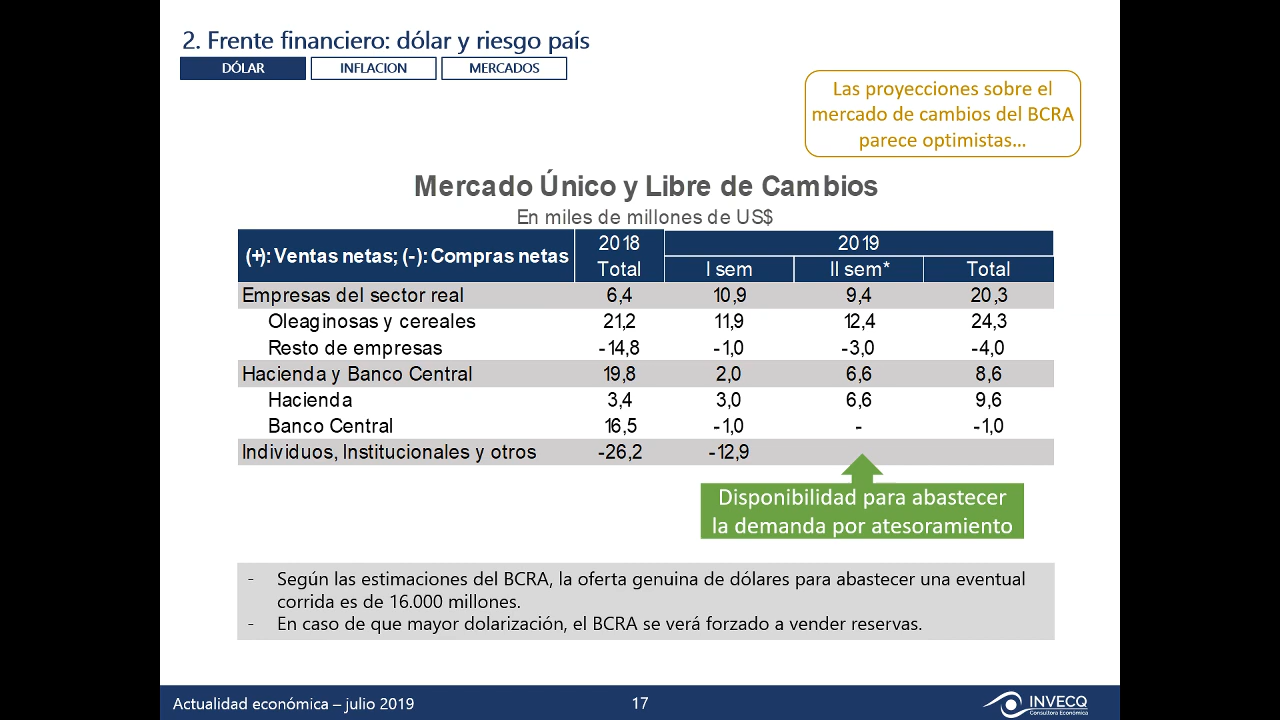 2. Frente financiero: dólar y riesgo país
DÓLAR INFLACION MERCADOS
Las proyecciones sobre el
mercado de cambios del BCRA
parece optimistas...
Mercado Único y Libre de Cambios
En miles de millones de US$
(+): Ventas netas; (-): Compras netas 2018 2019
Total I sem II sem* Total
Empresas del sector real 6,4 10,9 9,4 20,3
Oleaginosas y cereales 21,2 11,9 12,4 24,3
Resto de empresas -14,8 -1,0 -3,0 -4,0
Hacienda y Banco Central 19,8 2,0 6,6 8,6
Hacienda 3,4 3,0 6,6 9,6
Banco Central 16,5 -1,0 - -1,0
Individuos, Institucionales y otros -26,2 -12,9
Disponibilidad para abastecer
la demanda por atesoramiento
- Según las estimaciones del BCRA, la oferta genuina de dólares para abastecer una eventual
corrida es de 16.000 millones.
- En caso de que mayor dolarización, el BCRA se verá forzado a vender reservas.
Actualidad económica – julio 2019 17 INVECQ
Consultora Económica